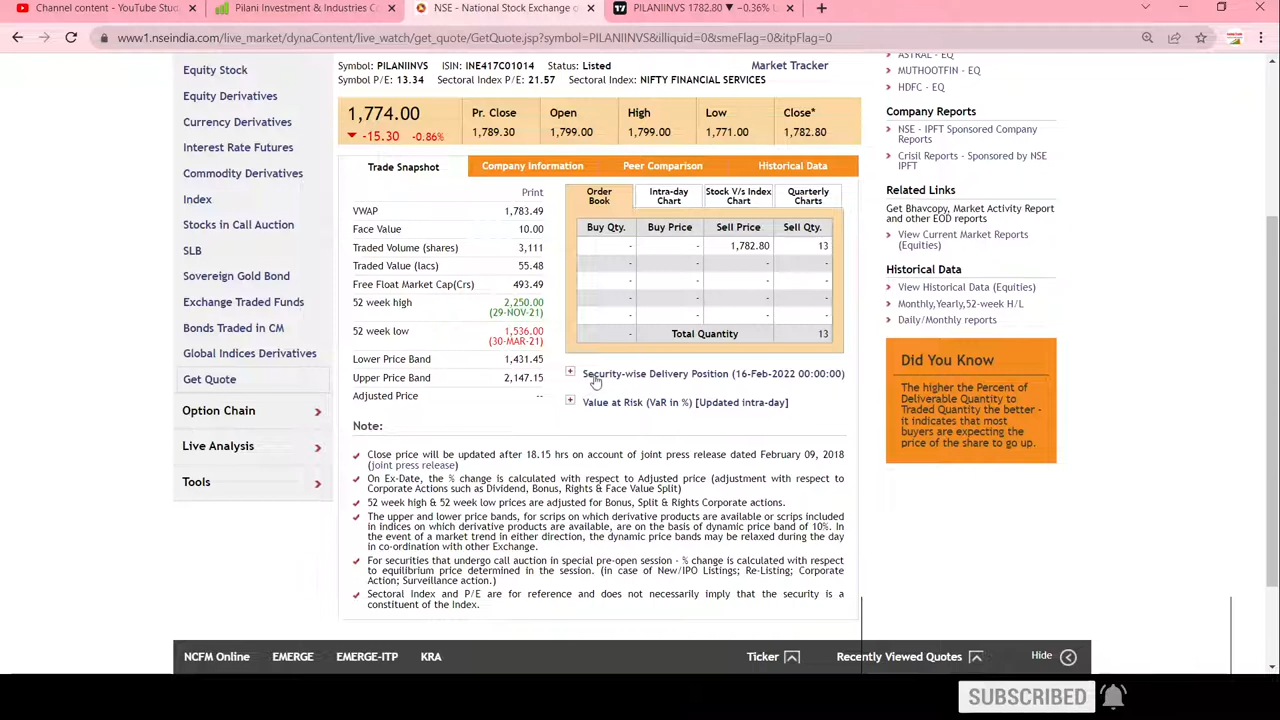 Channel content - YouTube Stud
Pilani Investment & Industries Co
NSE - National Stock Exchange o
PILANIINVS 1782.80 ▼ −0.36% L
www1.nseindia.com/live_market/dynaContent/live_watch/get_quote/GetQuote.jsp?symbol=PILANIINVS&illiquid=0&smeFlag=0&itpFlag=0
Equity Stock
Equity Derivatives
Currency Derivatives
Interest Rate Futures
Commodity Derivatives
Index
Stocks in Call Auction
SLB
Sovereign Gold Bond
Exchange Traded Funds
Bonds Traded in CM
Global Indices Derivatives
Get Quote
Option Chain
Live Analysis
Tools
Symbol: PILANIINVS ISIN: INE417C01014 Status: Listed
Market Tracker
Symbol P/E: 13.34 Sectoral Index P/E: 21.57 Sectoral Index: NIFTY FINANCIAL SERVICES
1,774.00 Pr. Close Open High Low Close*
-15.30 -0.86% 1,789.30 1,799.00 1,799.00 1,771.00 1,782.80
Trade Snapshot Company Information Peer Comparison Historical Data
Print
VWAP 1,783.49
Face Value 10.00
Traded Volume (shares) 3,111
Traded Value (lacs) 55.48
Free Float Market Cap(Crs) 493.49
52 week high 2,250.00
(29-NOV-21)
52 week low 1,536.00
(30-MAR-21)
Lower Price Band 1,431.45
Upper Price Band 2,147.15
Adjusted Price --
Order Book
Intra-day Chart
Stock V/s Index Chart
Quarterly Charts
Buy Qty. Buy Price Sell Price Sell Qty.
- - 1,782.80 13
- - - -
- - - -
- - - -
- - - -
- Total Quantity 13
Security-wise Delivery Position (16-Feb-2022 00:00:00)
Value at Risk (VaR in %) [Updated intra-day]
Note:
Close price will be updated after 18.15 hrs on account of joint press release dated February 09, 2018
(joint press release)
On Ex-Date, the % change is calculated with respect to Adjusted price (adjustment with respect to
Corporate Actions such as Dividend, Bonus, Rights & Face Value Split)
52 week high & 52 week low prices are adjusted for Bonus, Split & Rights Corporate actions.
The upper and lower price bands, for scrips on which derivative products are available or scrips included
in indices on which derivative products are available, are on the basis of dynamic price band of 10%. In
the event of a market trend in either direction, the dynamic price bands may be relaxed during the day
in co-ordination with other Exchange.
For securities that undergo call auction in special pre-open session - % change is calculated with respect
to equilibrium price determined in the session. (in case of New/IPO Listings; Re-Listing; Corporate
Action; Surveillance action.)
Sectoral Index and P/E are for reference and does not necessarily imply that the security is a
constituent of the Index.
ASTRAL - EQ
MUTHOOTFIN - EQ
HDFC - EQ
Company Reports
NSE - IPFT Sponsored Company
Reports
Crisil Reports - Sponsored by NSE
IPFT
Related Links
Get Bhavcopy, Market Activity Report
and other EOD reports
View Current Market Reports
(Equities)
Historical Data
View Historical Data (Equities)
Monthly,Yearly,52-week H/L
Daily/Monthly reports
Did You Know
The higher the Percent of
Deliverable Quantity to
Traded Quantity the better -
it indicates that most
buyers are expecting the
price of the share to go up.
NCFM Online EMERGE EMERGE-ITP KRA Ticker Recently Viewed Quotes Hide
SUBSCRIBED